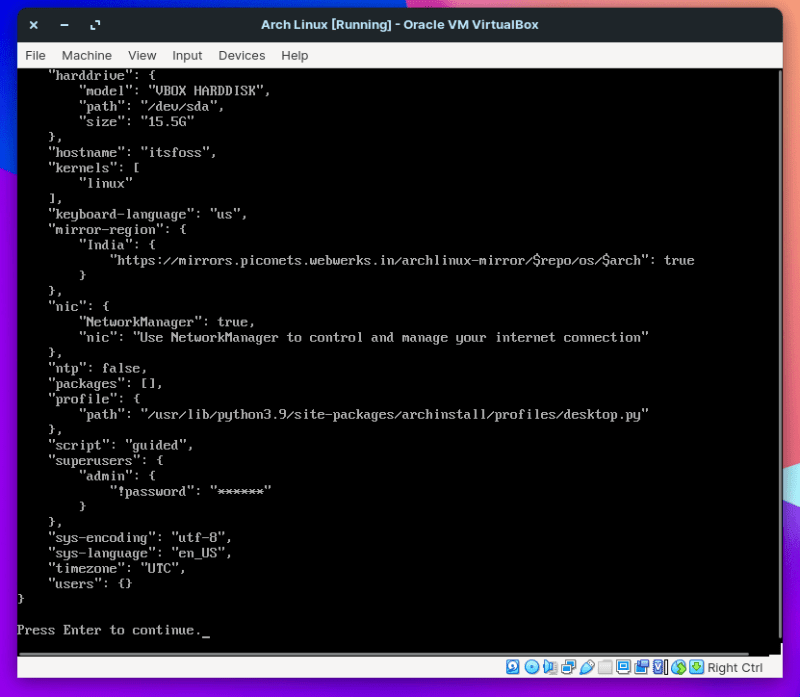 Arch Linux [Running] - Oracle VM VirtualBox
File Machine View Input Devices Help
    "harddrive": {
        "model": "VBOX HARDDISK",
        "path": "/dev/sda",
        "size": "15.5G"
    },
    "hostname": "itsfoss",
    "kernels": [
        "linux"
    ],
    "keyboard-language": "us",
    "mirror-region": {
        "India": {
            "https://mirrors.piconets.webwerks.in/archlinux-mirror/$repo/os/$arch": true
        }
    },
    "nic": {
        "NetworkManager": true,
        "nic": "Use NetworkManager to control and manage your internet connection"
    },
    "ntp": false,
    "packages": [],
    "profile": {
        "path": "/usr/lib/python3.9/site-packages/archinstall/profiles/desktop.py"
    },
    "script": "guided",
    "superusers": {
        "admin": {
            "!password": "******"
        }
    },
    "sys-encoding": "utf-8",
    "sys-language": "en_US",
    "timezone": "UTC",
    "users": {}
}
Press Enter to continue._
Right Ctrl